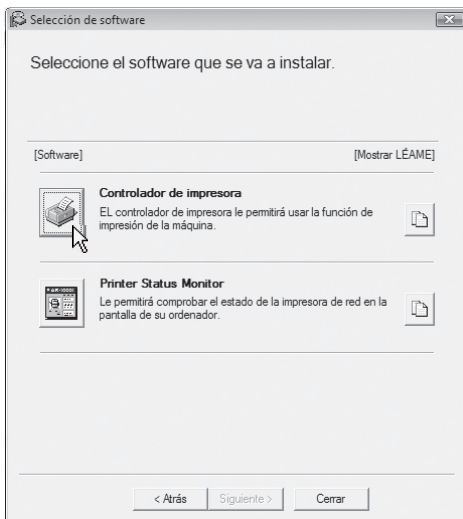 Selección de software
Seleccione el software que se va a instalar.
[Software] [Mostrar LÉAME]
Controlador de impresora
EL controlador de impresora le permitirá usar la función de
impresión de la máquina.
Printer Status Monitor
Le permitirá comprobar el estado de la impresora de red en la
pantalla de su ordenador.
< Atrás Siguiente > Cerrar